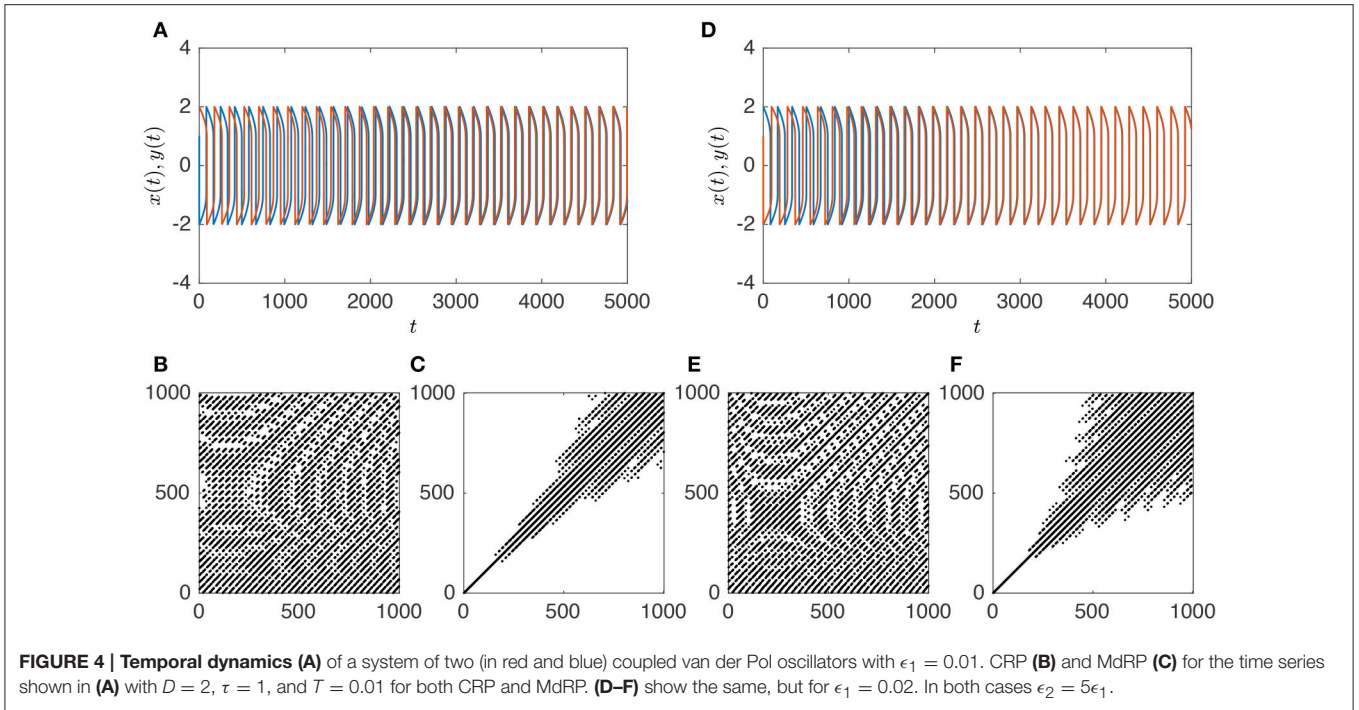 A
D
4
2
0
-2
-4
x(t), y(t)
0 1000 2000 3000 4000 5000
t
4
2
0
-2
-4
x(t), y(t)
0 1000 2000 3000 4000 5000
t
B
C
E
F
1000
500
0
0 500 1000
1000
500
0
0 500 1000
1000
500
0
0 500 1000
1000
500
0
0 500 1000
FIGURE 4 | Temporal dynamics (A) of a system of two (in red and blue) coupled van der Pol oscillators with ϵ₁ = 0.01. CRP (B) and MdRP (C) for the time series
shown in (A) with D = 2, τ = 1, and T = 0.01 for both CRP and MdRP. (D–F) show the same, but for ϵ₁ = 0.02. In both cases ϵ₂ = 5ϵ₁.